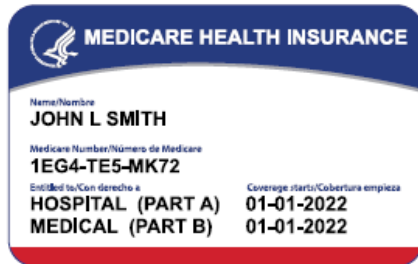 MEDICARE HEALTH INSURANCE
Name/Nombre
JOHN L SMITH
Medicare Number/Número de Medicare
1EG4-TE5-MK72
Entitled to/Con derecho a Coverage starts/Cobertura empieza
HOSPITAL (PART A) 01-01-2022
MEDICAL (PART B) 01-01-2022